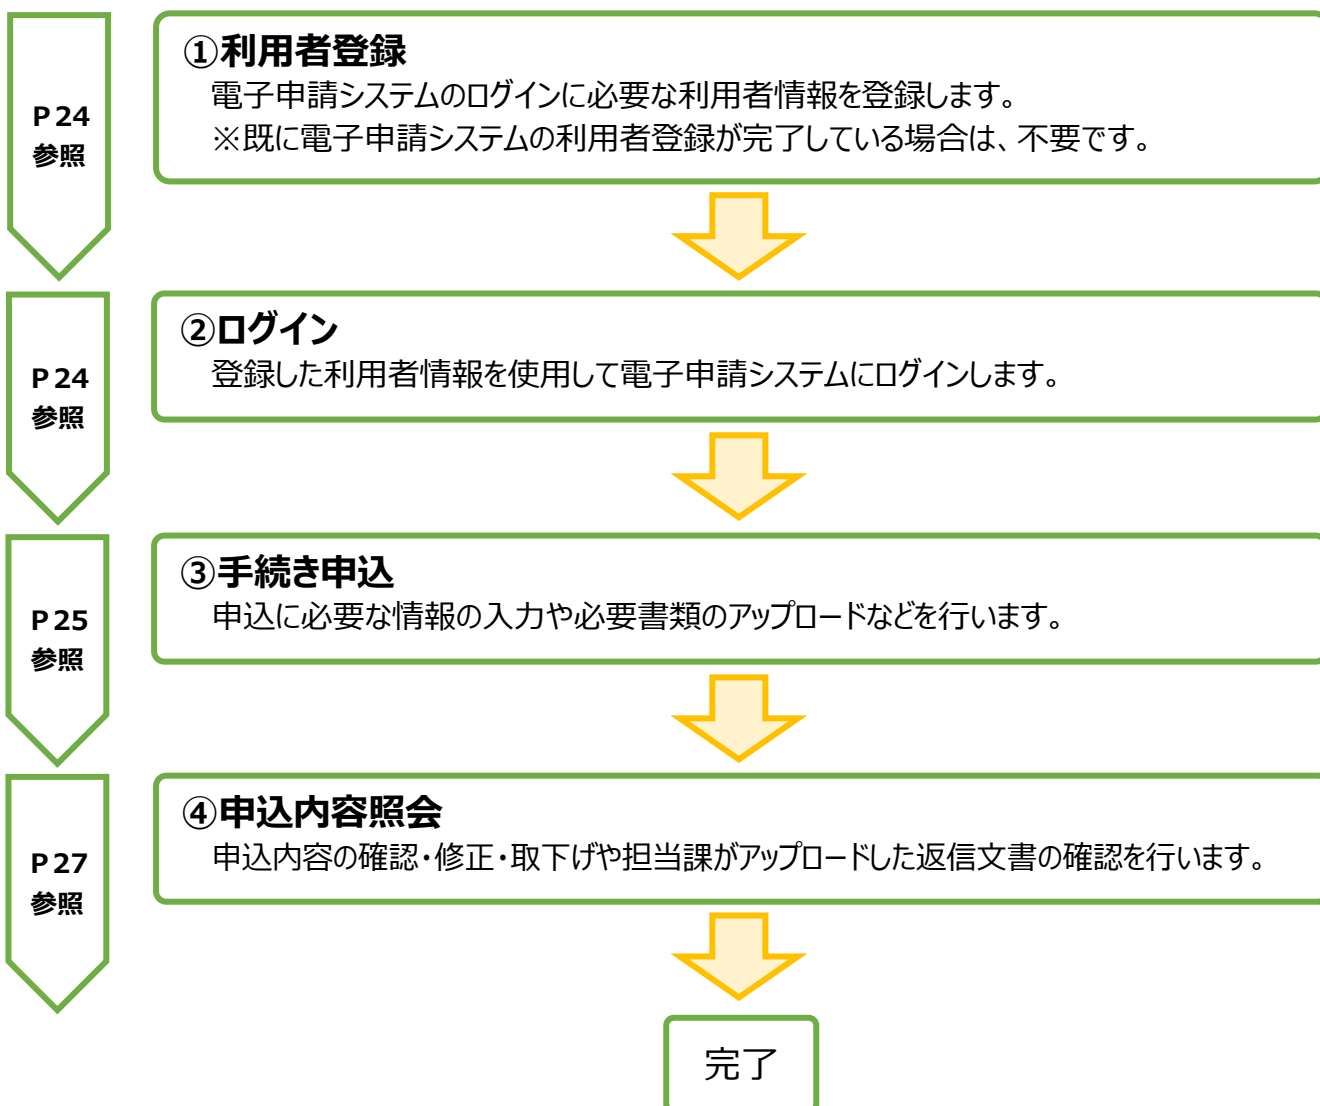 P24
参照
①利用者登録
電子申請システムのログインに必要な利用者情報を登録します。
※既に電子申請システムの利用者登録が完了している場合は、不要です。
P24
参照
②ログイン
登録した利用者情報を使用して電子申請システムにログインします。
P25
参照
③手続き申込
申込に必要な情報の入力や必要書類のアップロードなどを行います。
P27
参照
④申込内容照会
申込内容の確認・修正・取下げや担当課がアップロードした返信文書の確認を行います。
完了